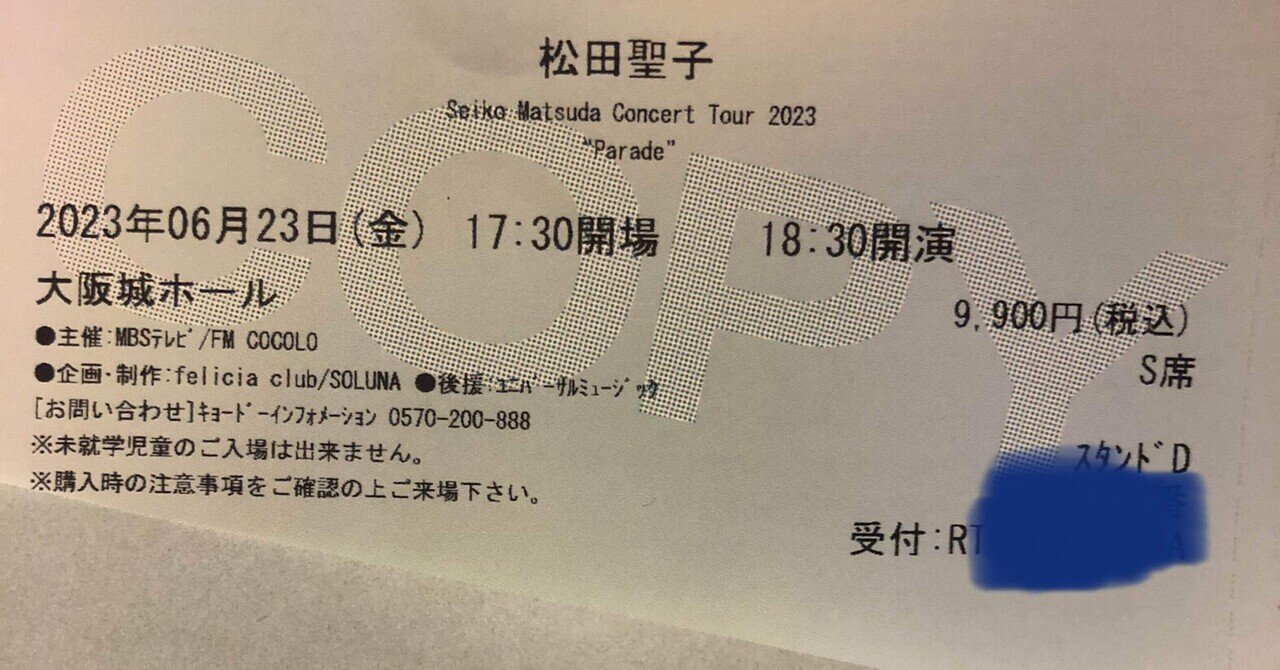 松田聖子
Seiko Matsuda Concert Tour 2023
"Parade"
2023年06月23日(金) 17:30開場 18:30開演
大阪城ホール
9,900円(税込)
●主催:MBSﾃﾚﾋﾞ/FM COCOLO
S席
●企画・制作:felicia club/SOLUNA ●後援:ﾕﾆﾊﾞｰｻﾙﾐｭｰｼﾞｯｸ
[お問い合わせ]ｷｮｰﾄﾞｰｲﾝﾌｫﾒｰｼｮﾝ 0570-200-888
※未就学児童のご入場は出来ません。
スタンドD
※購入時の注意事項をご確認の上ご来場下さい。
受付:RT
COPY